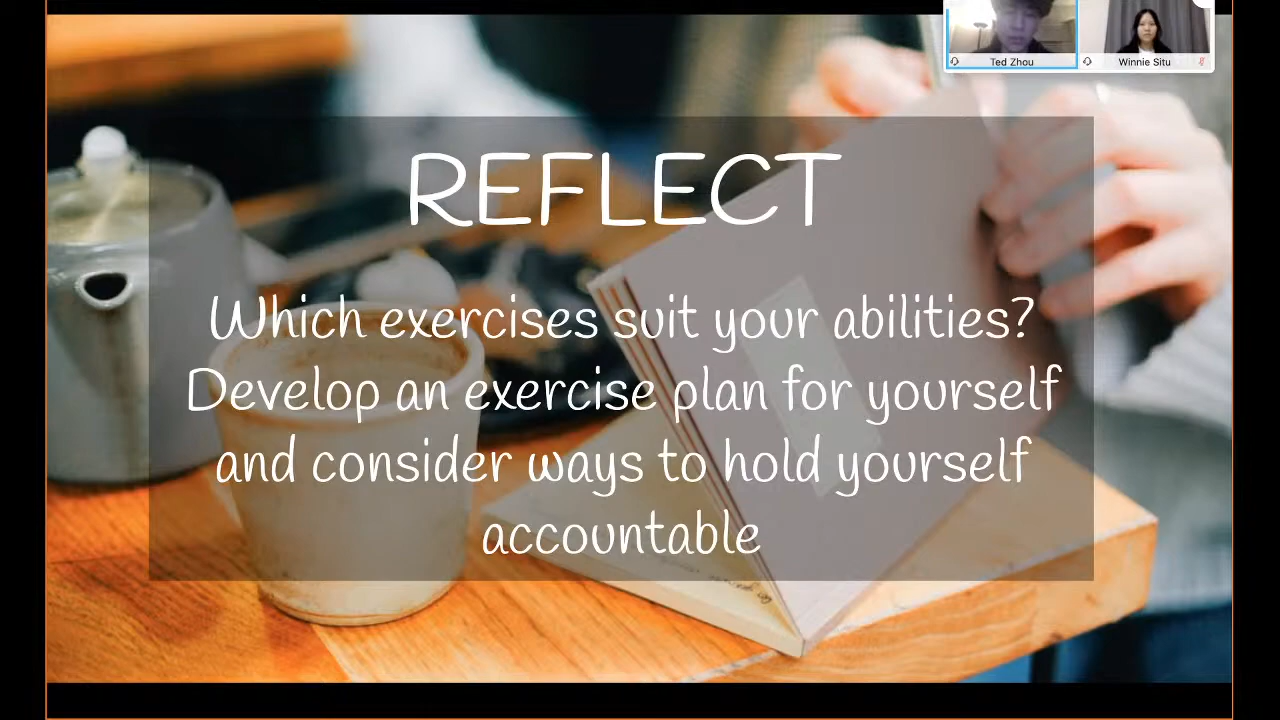 Ted Zhou
Winnie Situ
REFLECT
Which exercises suit your abilities?
Develop an exercise plan for yourself
and consider ways to hold yourself
accountable